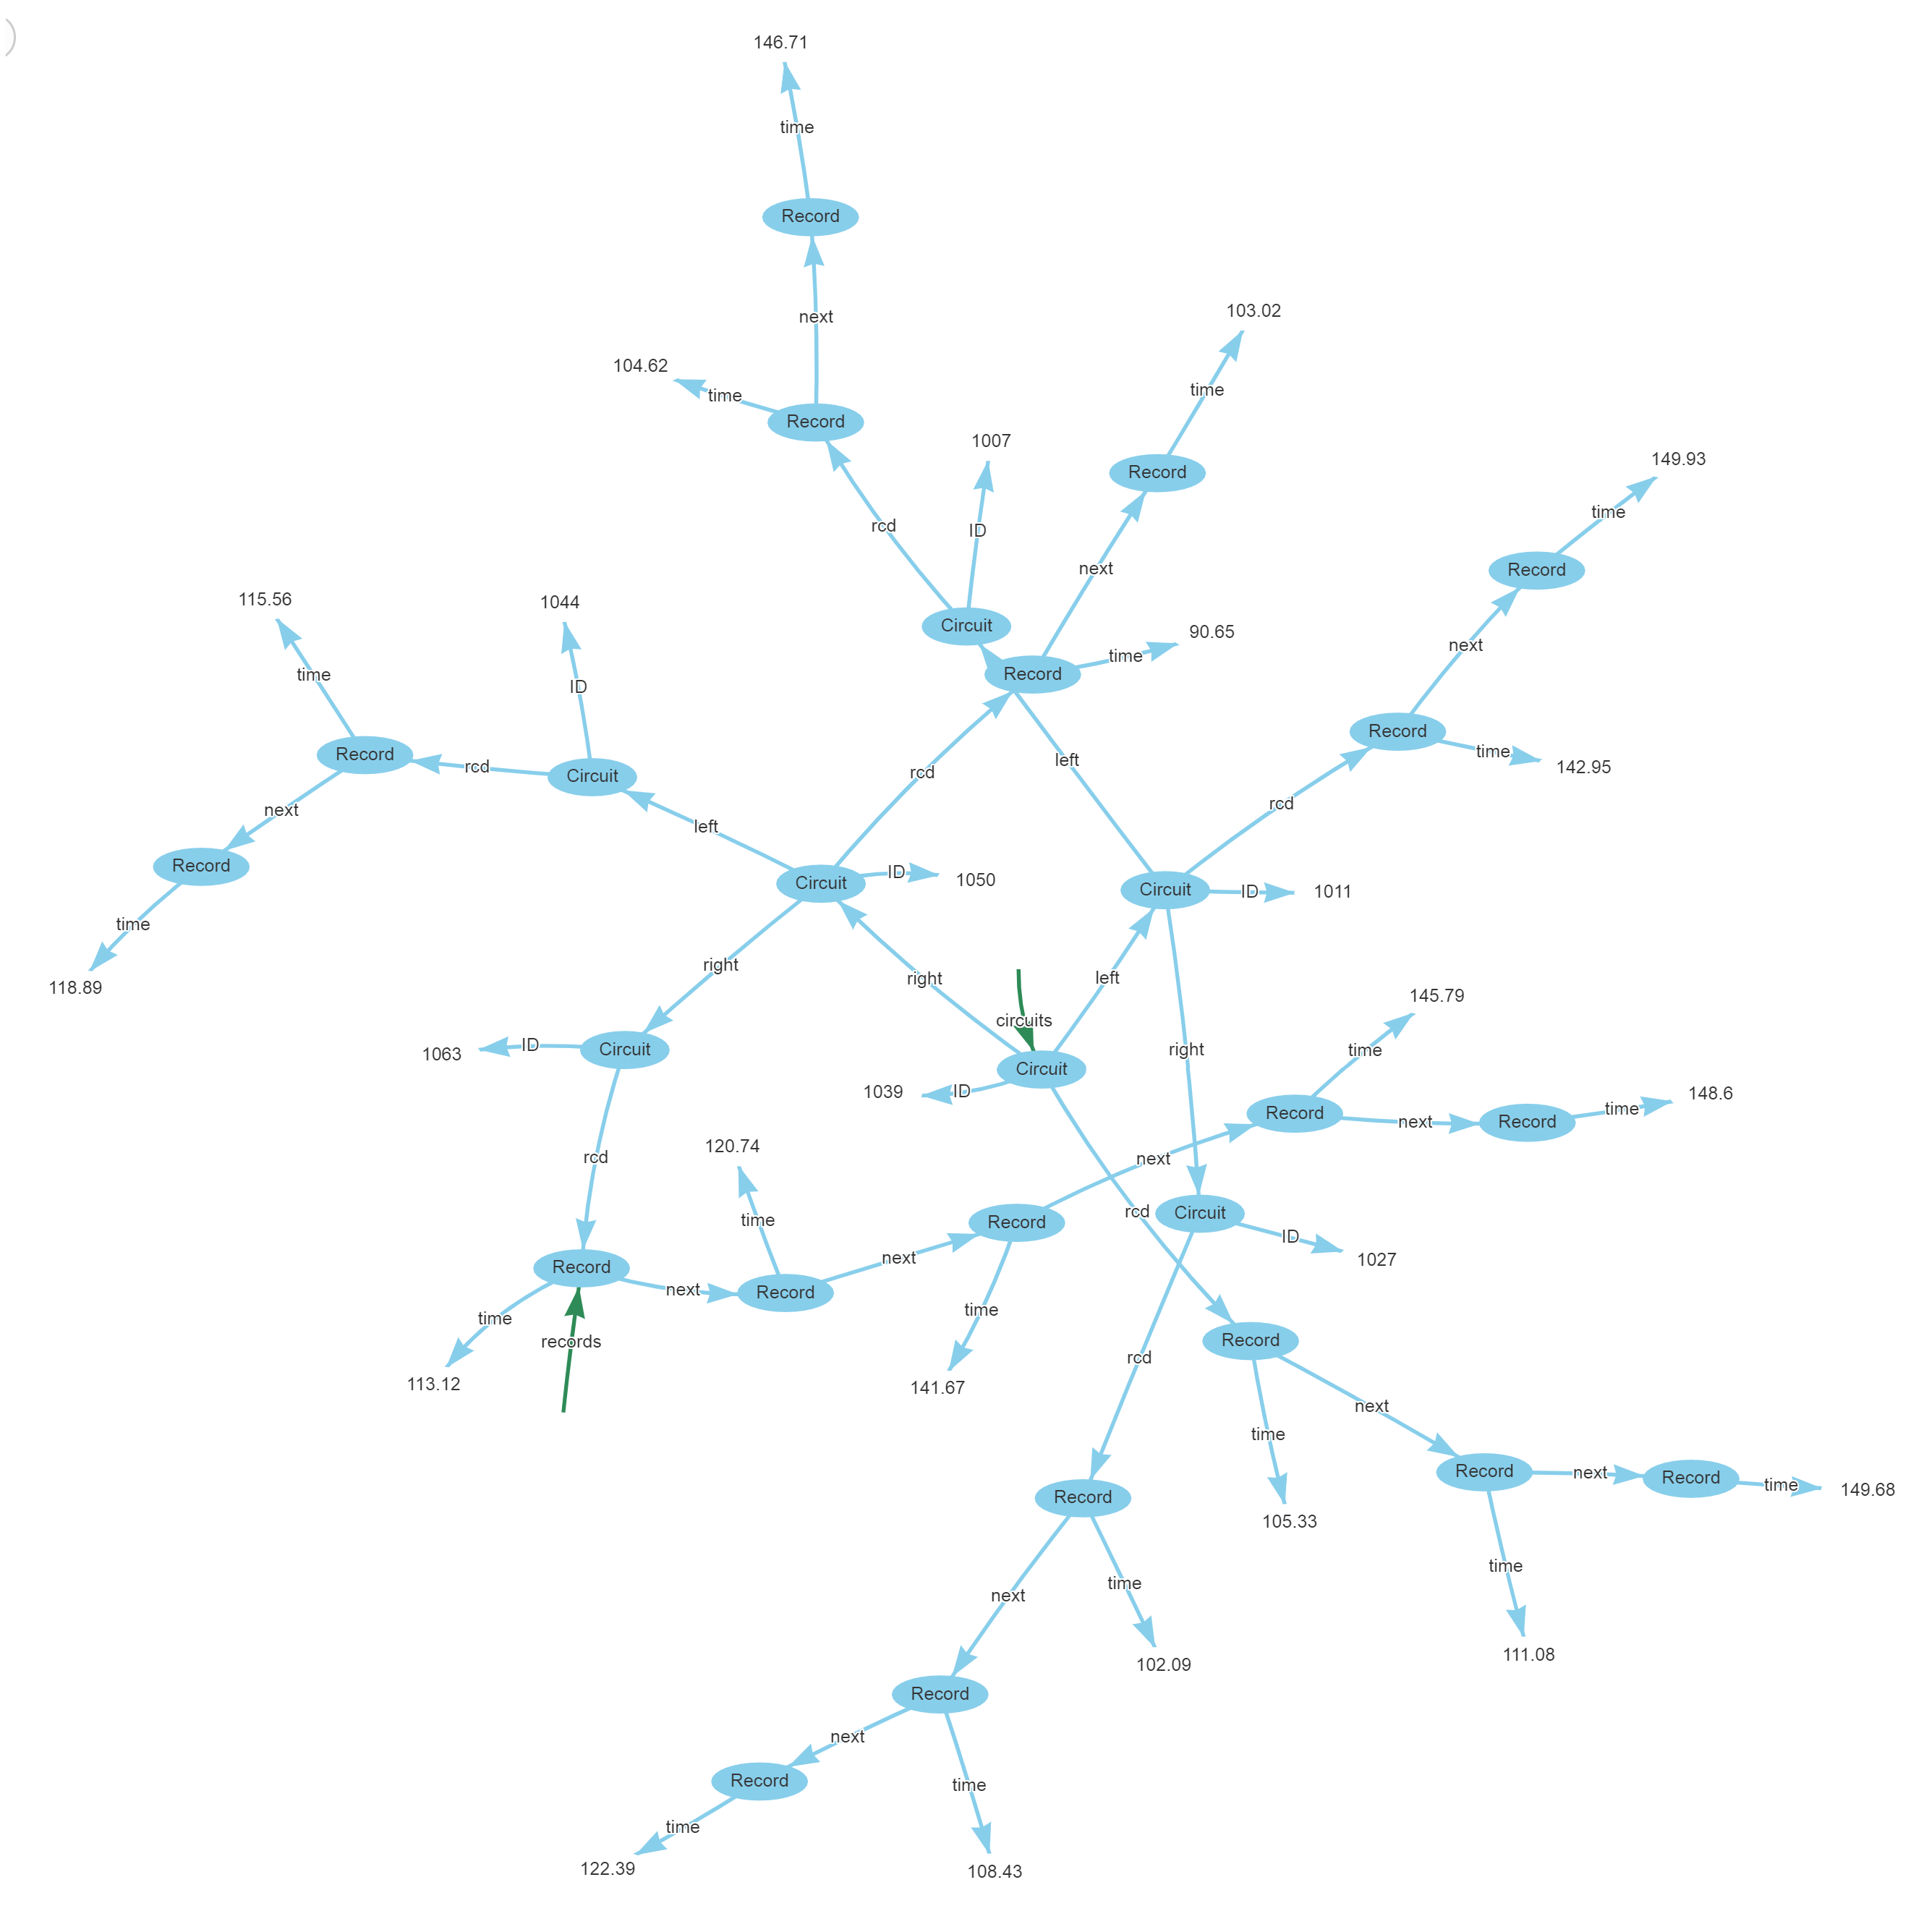 146.71
time
Record
next
103.02
104.62
time
time
Record
1007
149.93
Record
rcd
time
ID
next
Record
115.56
1044
Circuit
90.65
next
time
time
ID
Record
left
Record
time
142.95
Record
rcd
Circuit
rcd
next
left
rcd
Record
Circuit
ID
1050
Circuit
ID
1011
time
118.89
right
right
left
145.79
circuits
1063
ID
Circuit
right
time
1039
ID
Circuit
148.6
time
Record
next
Record
120.74
rcd
next
time
Record
rcd
Circuit
ID
1027
next
Record
next
Record
time
records
time
Record
113.12
141.67
rcd
next
time
Record
next
Record
time
149.68
Record
105.33
time
next
time
111.08
102.09
Record
next
Record
time
time
122.39
108.43